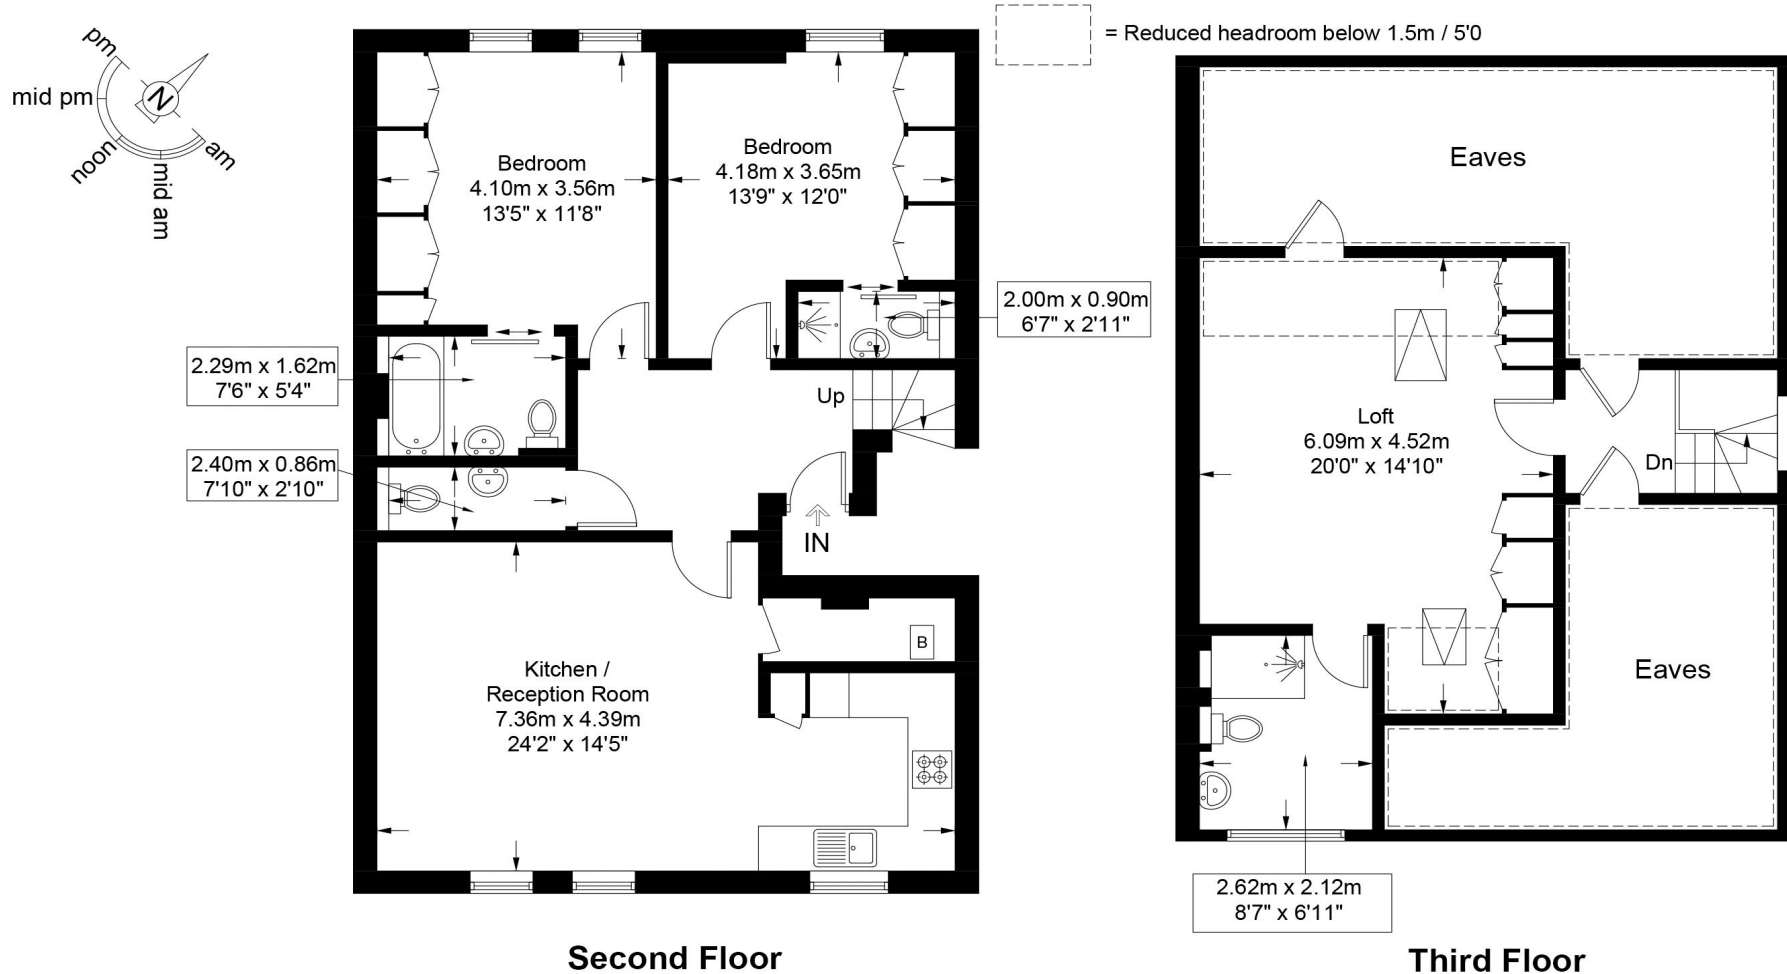 = Reduced headroom below 1.5m / 5'0
pm
mid pm
noon
mid am
am
N
Bedroom
4.10m x 3.56m
13'5" x 11'8"
Bedroom
4.18m x 3.65m
13'9" x 12'0"
2.00m x 0.90m
6'7" x 2'11"
2.29m x 1.62m
7'6" x 5'4"
2.40m x 0.86m
7'10" x 2'10"
Up
IN
B
Kitchen /
Reception Room
7.36m x 4.39m
24'2" x 14'5"
Second Floor
Eaves
Loft
6.09m x 4.52m
20'0" x 14'10"
Dn
Eaves
2.62m x 2.12m
8'7" x 6'11"
Third Floor